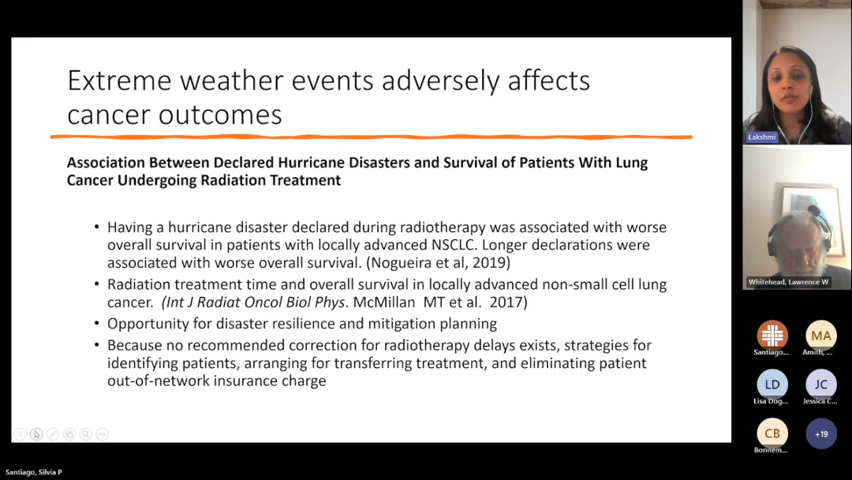 Extreme weather events adversely affects
cancer outcomes
Association Between Declared Hurricane Disasters and Survival of Patients With Lung
Cancer Undergoing Radiation Treatment
• Having a hurricane disaster declared during radiotherapy was associated with worse
overall survival in patients with locally advanced NSCLC. Longer declarations were
associated with worse overall survival. (Nogueira et al, 2019)
• Radiation treatment time and overall survival in locally advanced non-small cell lung
cancer. (Int J Radiat Oncol Biol Phys. McMillan MT et al. 2017)
• Opportunity for disaster resilience and mitigation planning
• Because no recommended correction for radiotherapy delays exists, strategies for
identifying patients, arranging for transferring treatment, and eliminating patient
out-of-network insurance charge
Lakshmi
Whitehead, Lawrence W
Santiago...
MA
Amith, ...
LD
Lisa Dog...
JC
Jessica C...
CB
Bonnem...
+19
Santiago, Silvia P